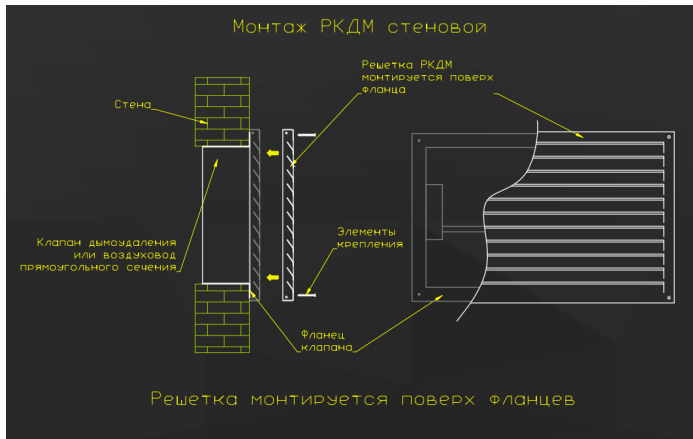 Монтаж РКДМ стеновой
Решетка РКДМ
монтируется поверх
фланца
Стена
Элементы
крепления
Клапан дымоудаления
или воздуховод
прямоугольного сечения
Фланец
клапана
Решетка монтируется поверх фланцев